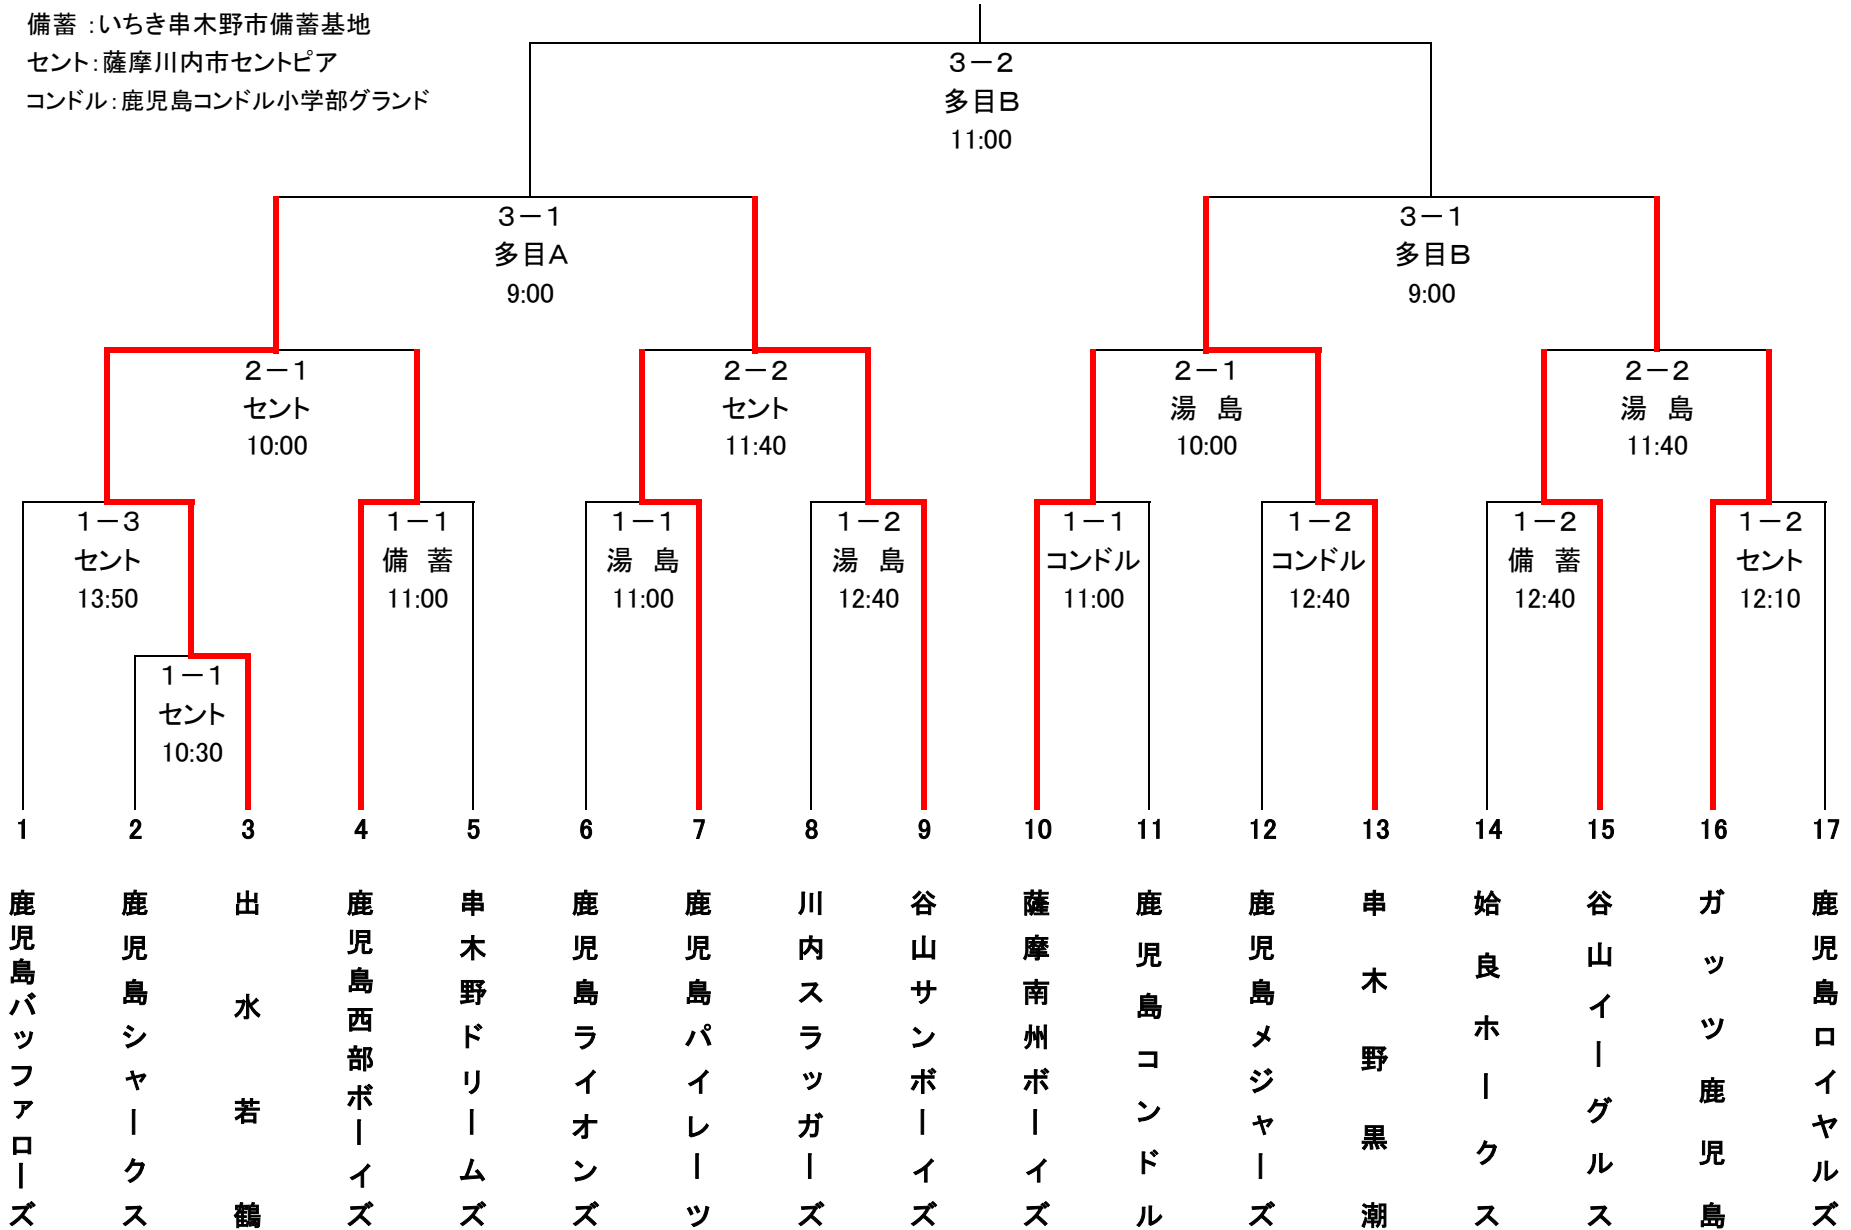 備蓄 ：いちき串木野市備蓄基地
セント：薩摩川内市セントピア
コンドル：鹿児島コンドル小学部グランド
３－２
多目Ｂ
11:00
３－１
多目Ａ
9:00
３－１
多目Ｂ
9:00
２－１
セント
10:00
２－２
セント
11:40
２－１
湯　島
10:00
２－２
湯　島
11:40
１－３
セント
13:50
１－１
備　蓄
11:00
１－１
湯　島
11:00
１－２
湯　島
12:40
１－１
コンドル
11:00
１－２
コンドル
12:40
１－２
備　蓄
12:40
１－２
セント
12:10
１－１
セント
10:30
1
2
3
4
5
6
7
8
9
10
11
12
13
14
15
16
17
鹿児島バッファローズ
鹿児島シャークス
出水若鶴
鹿児島西部ボーイズ
串木野ドリームズ
鹿児島ライオンズ
鹿児島パイレーツ
川内スラッガーズ
谷山サンボーイズ
薩摩南州ボーイズ
鹿児島コンドル
鹿児島メジャーズ
串木野黒潮
姶良ホークス
谷山イーグルス
ガッツ鹿児島
鹿児島ロイヤルズ